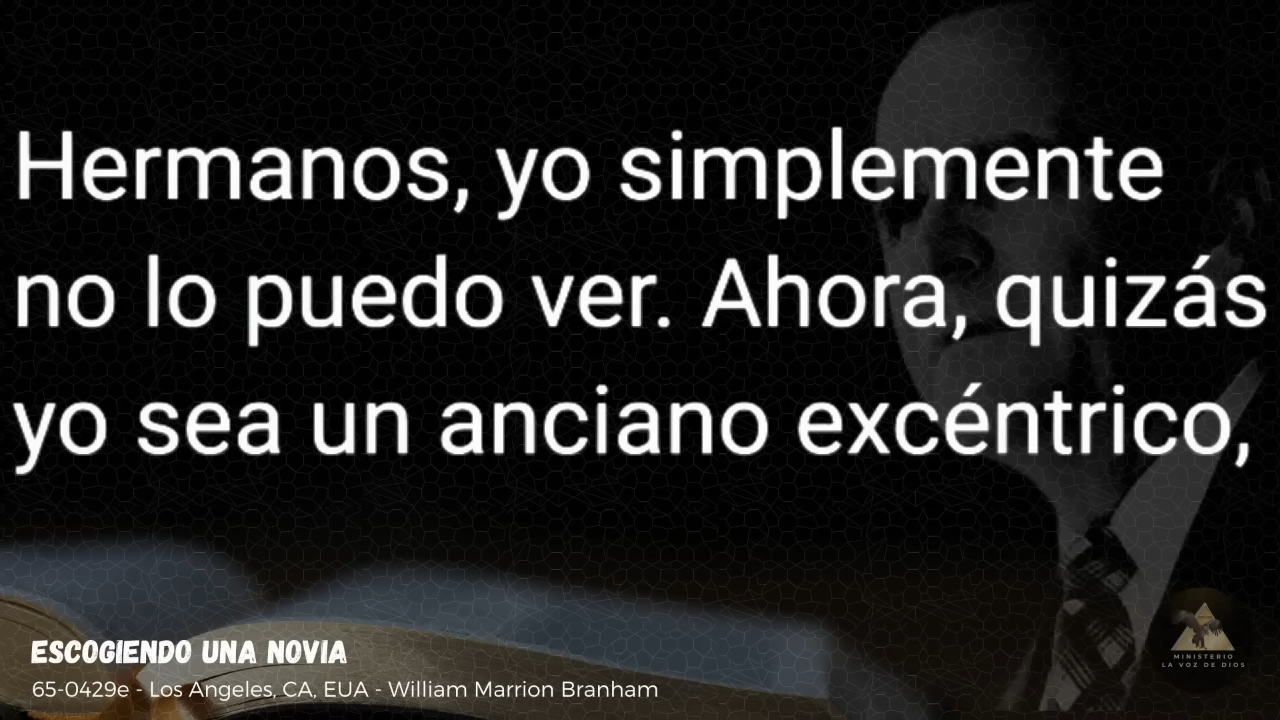 Hermanos, yo simplemente
no lo puedo ver. Ahora, quizás
yo sea un anciano excéntrico,
ESCOGIENDO UNA NOVIA
65-0429e - Los Angeles, CA, EUA - William Marrion Branham
MINISTERIO
LA VOZ DE DIOS